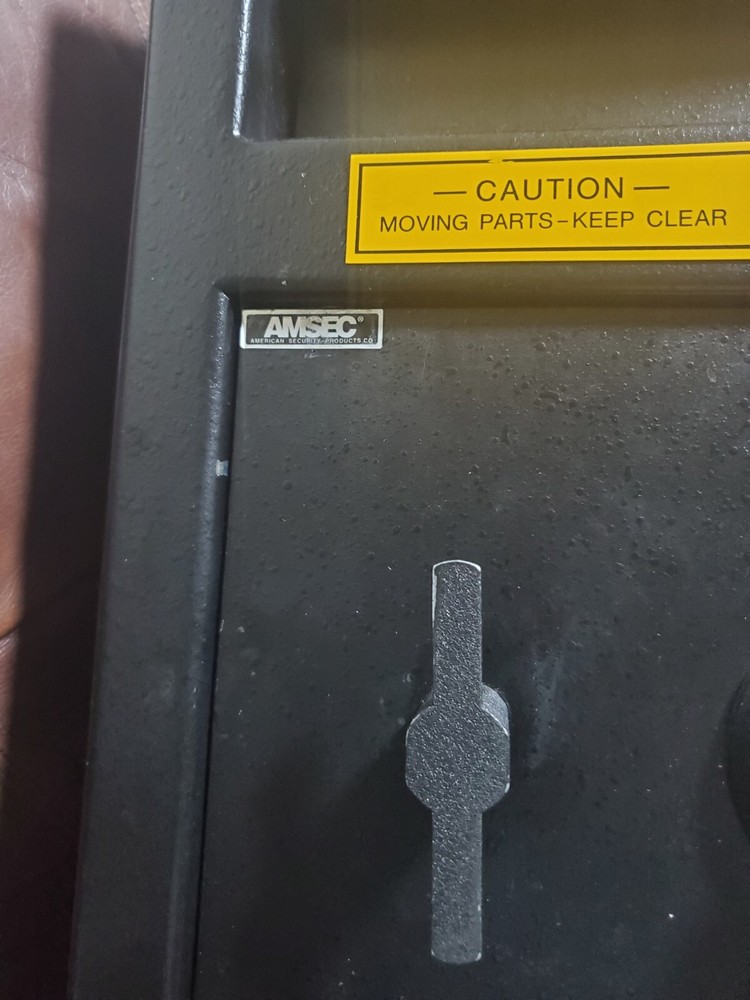 — CAUTION —
MOVING PARTS-KEEP CLEAR
AMSEC®
AMERICAN SECURITY PRODUCTS CO